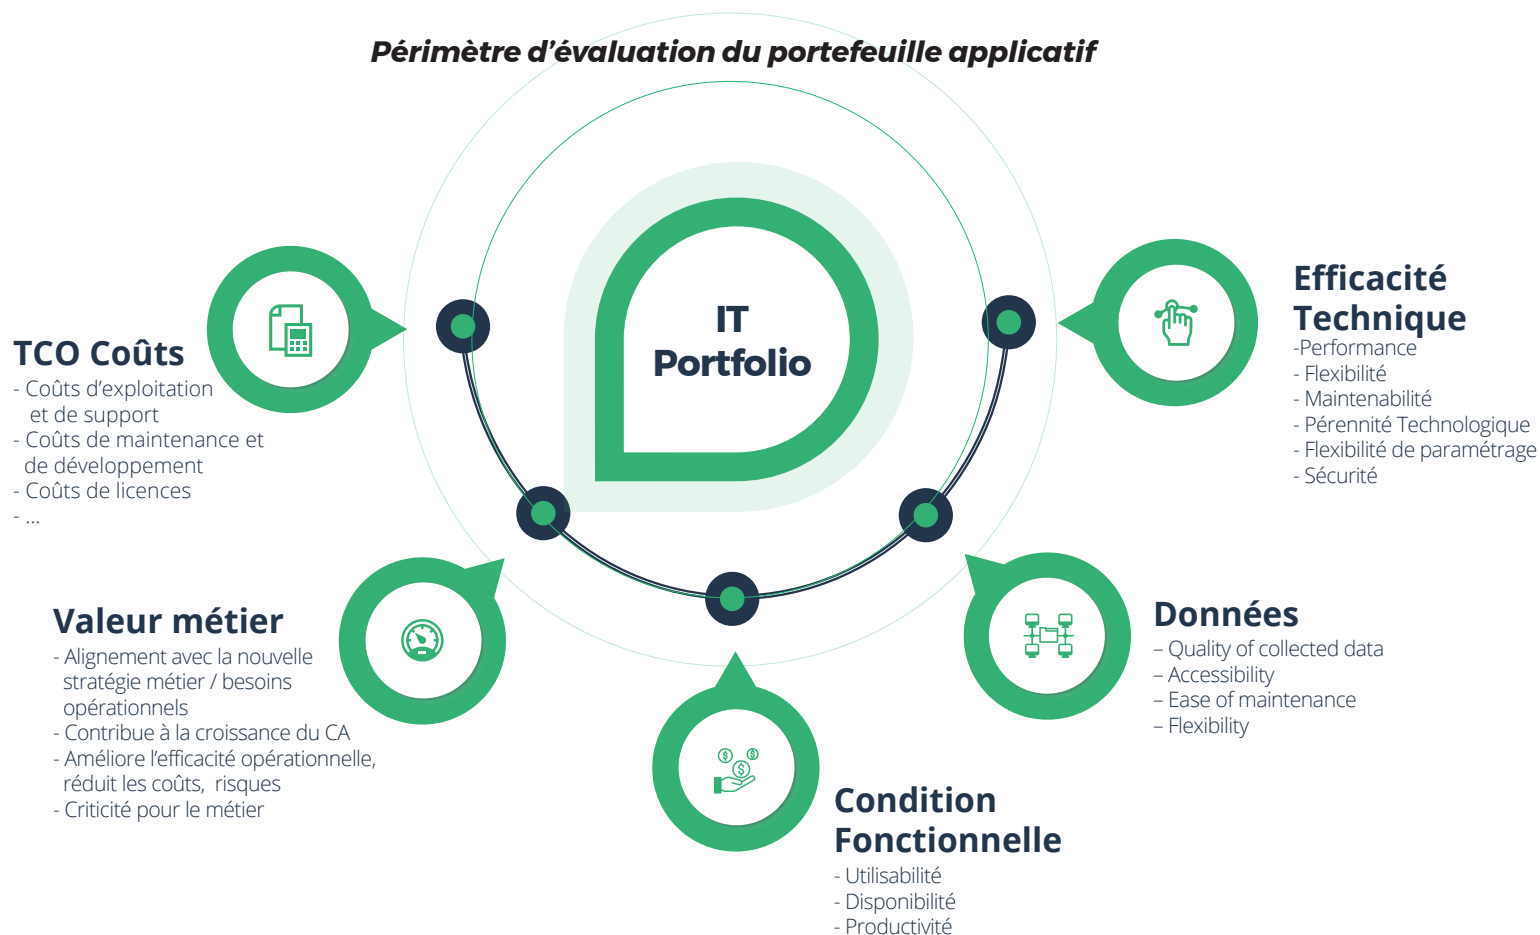 Périmètre d’évaluation du portefeuille applicatif
IT
Portfolio
TCO Coûts
- Coûts d’exploitation
et de support
- Coûts de maintenance et
de développement
- Coûts de licences
- ...
Valeur métier
- Alignement avec la nouvelle
stratégie métier / besoins
opérationnels
- Contribue à la croissance du CA
- Améliore l’efficacité opérationnelle,
réduit les coûts, risques
- Criticité pour le métier
Condition
Fonctionnelle
- Utilisabilité
- Disponibilité
- Productivité
Données
– Quality of collected data
– Accessibility
– Ease of maintenance
– Flexibility
Efficacité
Technique
-Performance
- Flexibilité
- Maintenabilité
- Pérennité Technologique
- Flexibilité de paramétrage
- Sécurité